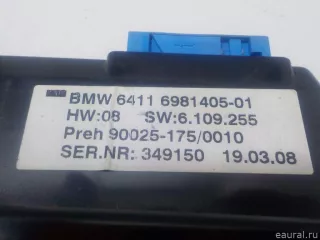 BMW 6411 6981405-01
HW:08 SW:6.109.255
Preh 90025-175/0010
SER.NR: 349150 19.03.08
eaural.ru